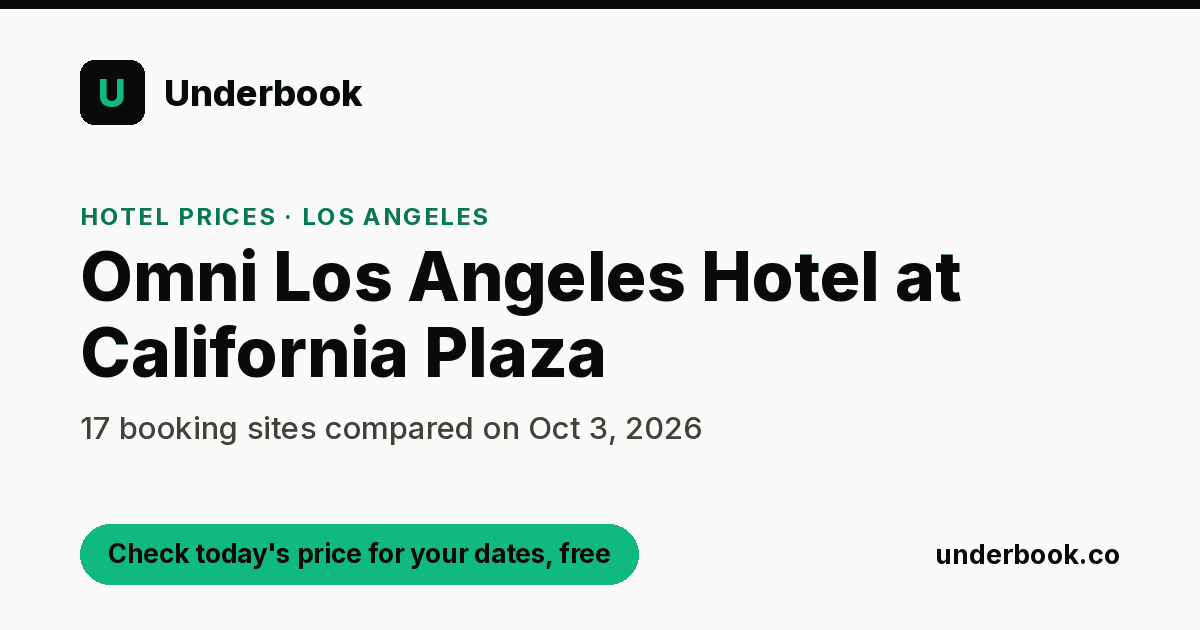 U Underbook
HOTEL PRICES · LOS ANGELES
Omni Los Angeles Hotel at
California Plaza
17 booking sites compared on Oct 3, 2026
Check today's price for your dates, free
underbook.co